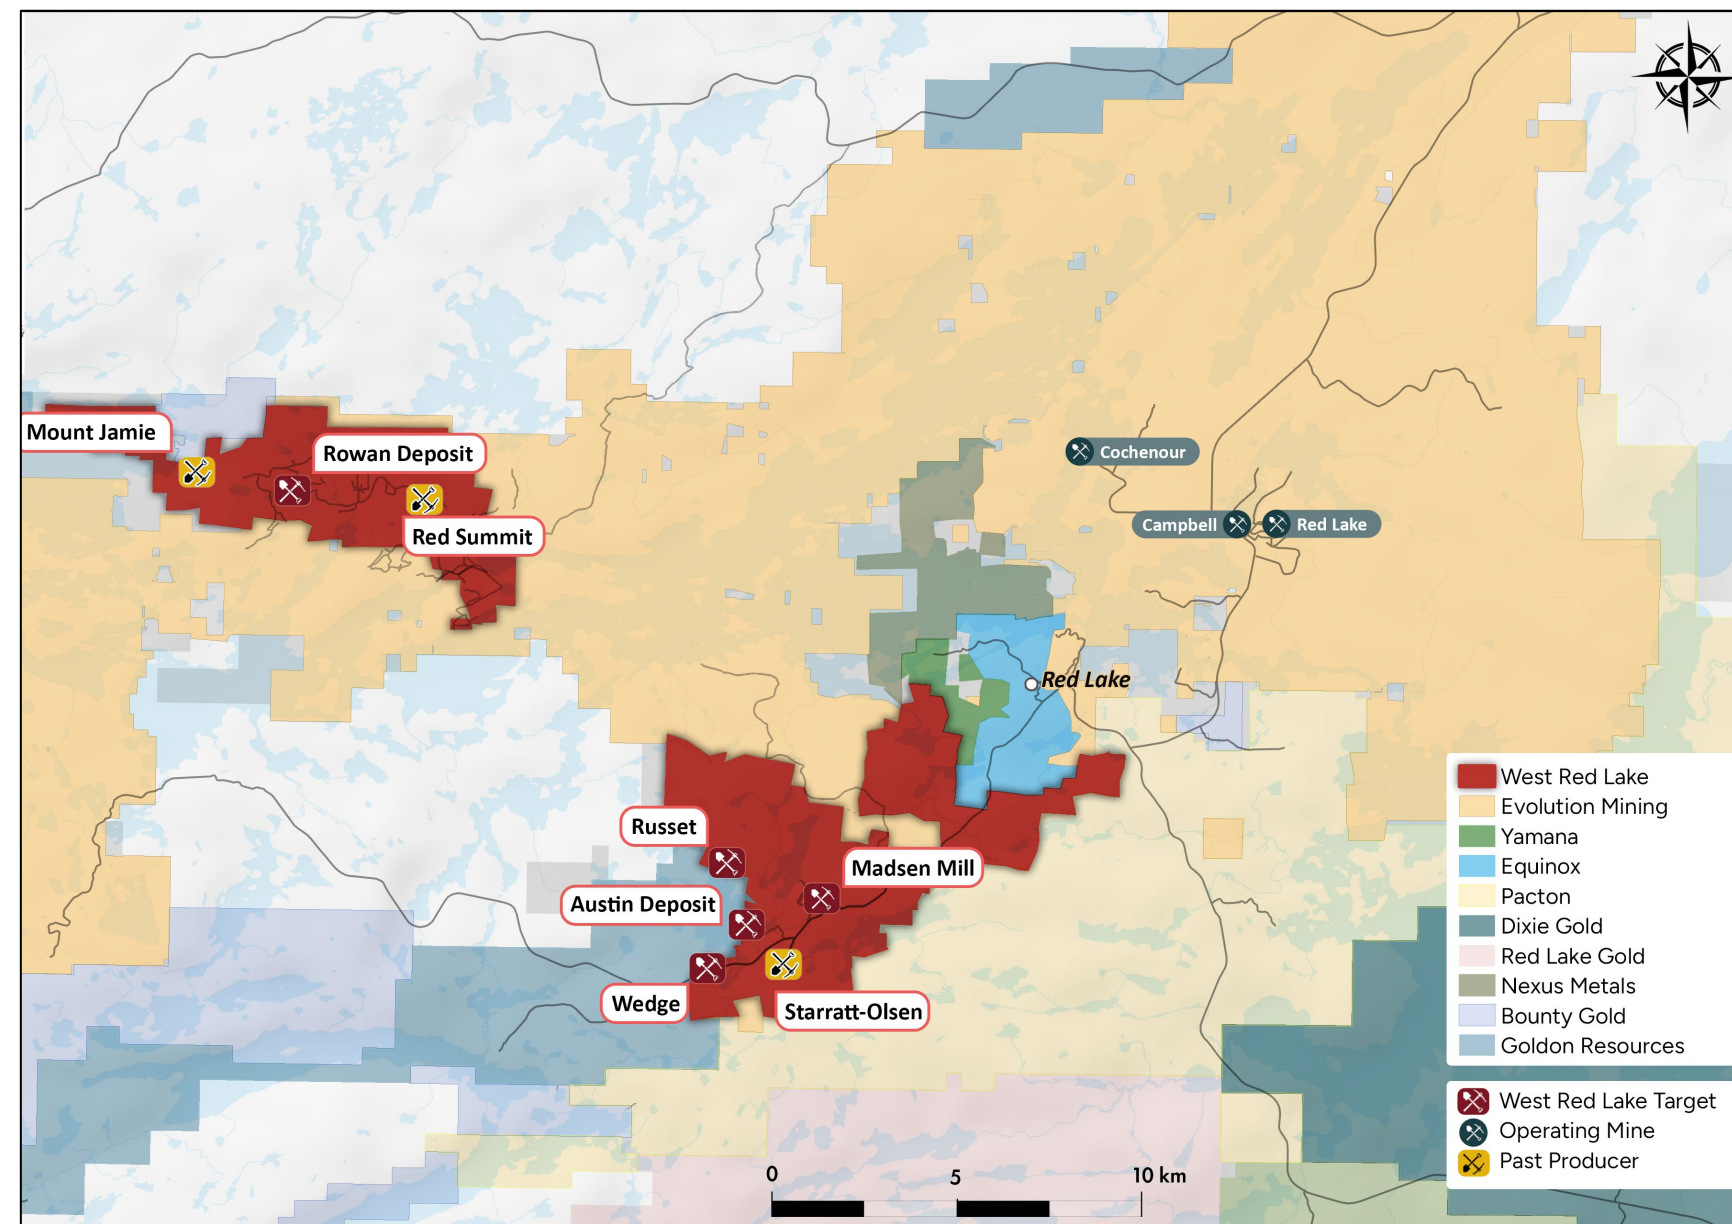 Mount Jamie
Rowan Deposit
Red Summit
Cochenour
Campbell
Red Lake
Red Lake
Russet
Madsen Mill
Austin Deposit
Wedge
Starratt-Olsen
West Red Lake
Evolution Mining
Yamana
Equinox
Pacton
Dixie Gold
Red Lake Gold
Nexus Metals
Bounty Gold
Goldon Resources
West Red Lake Target
Operating Mine
Past Producer
0 5 10 km